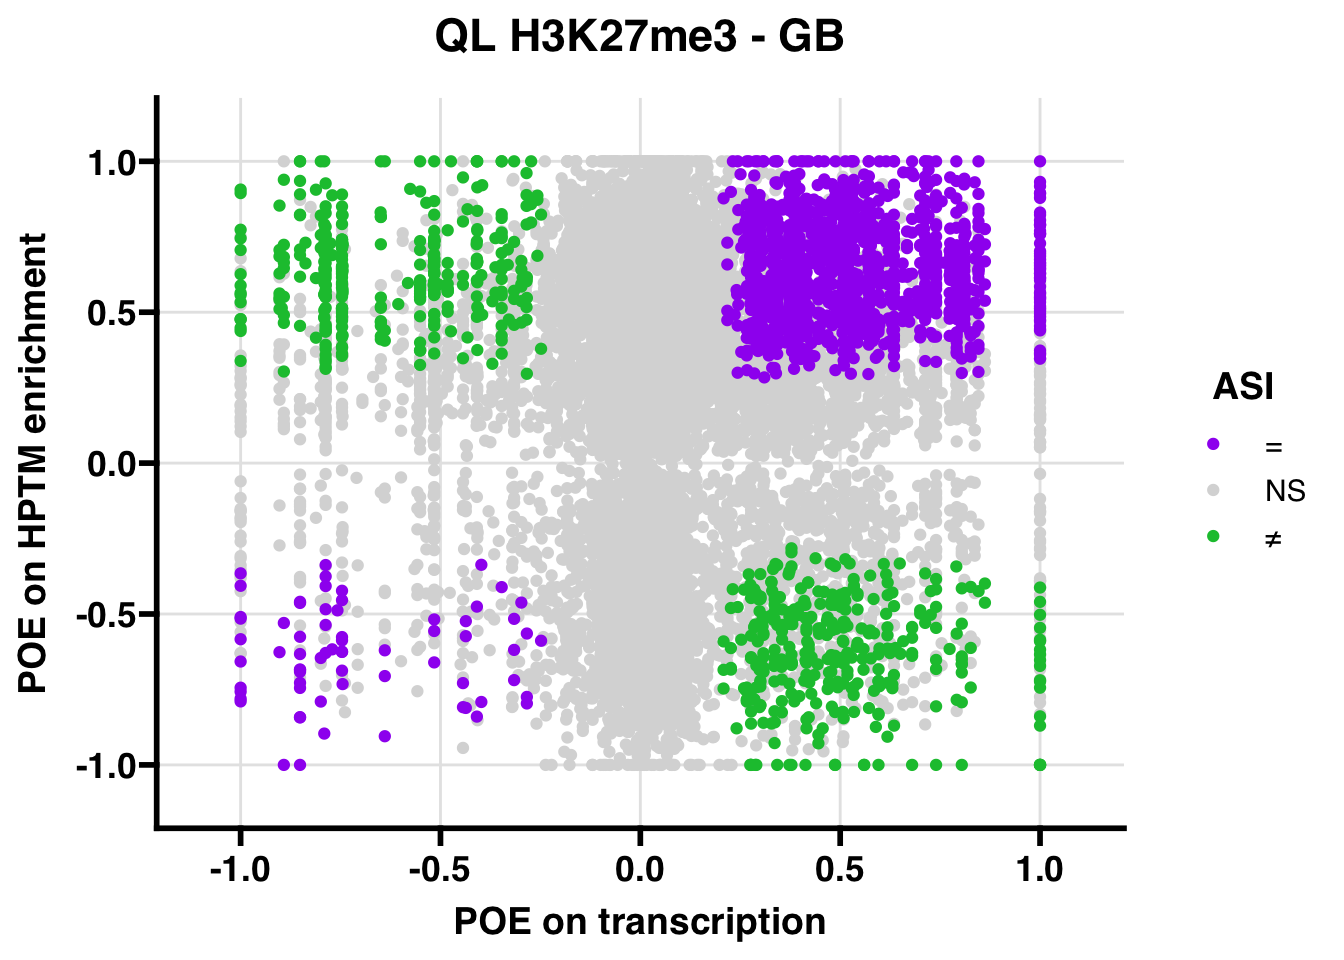 QL H3K27me3 - GB
POE on HPTM enrichment
1.0
0.5
0.0
-0.5
-1.0
-1.0 -0.5 0.0 0.5 1.0
POE on transcription
ASI
=
NS
≠